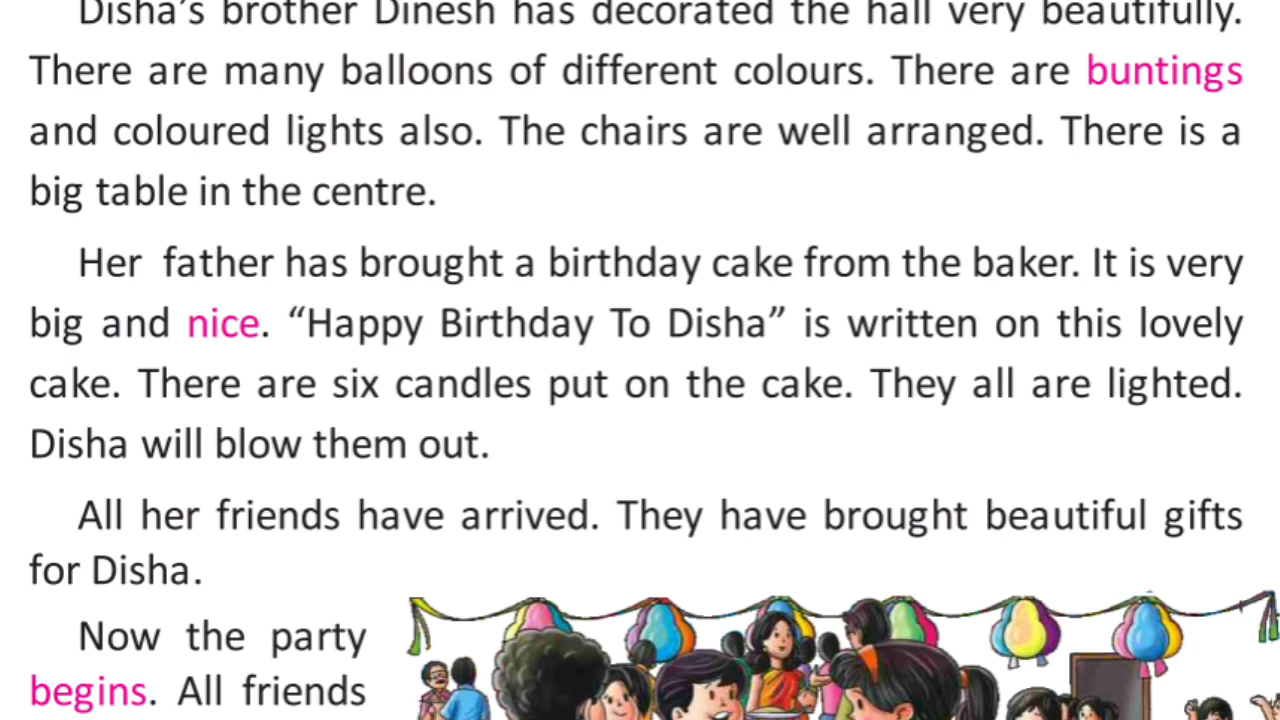 Disha's brother Dinesh has decorated the hall very beautifully.
There are many balloons of different colours. There are buntings
and coloured lights also. The chairs are well arranged. There is a
big table in the centre.
Her father has brought a birthday cake from the baker. It is very
big and nice. “Happy Birthday To Disha” is written on this lovely
cake. There are six candles put on the cake. They all are lighted.
Disha will blow them out.
All her friends have arrived. They have brought beautiful gifts
for Disha.
Now the party
begins. All friends